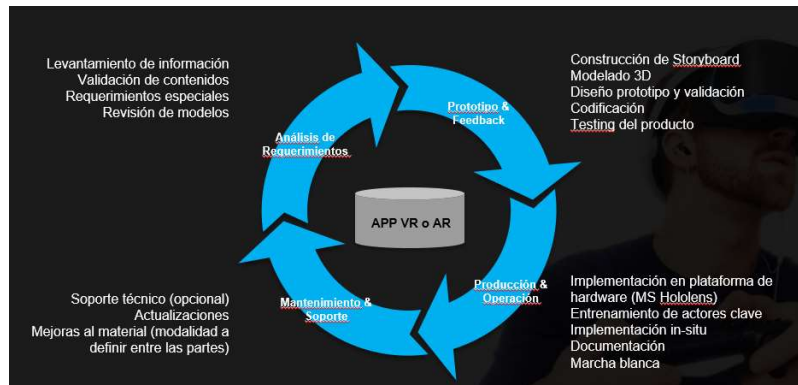 Levantamiento de información
Validación de contenidos
Requerimientos especiales
Revisión de modelos
Análisis de
Requerimientos
Prototipo &
Feedback
Construcción de Storyboard
Modelado 3D
Diseño prototipo y validación
Codificación
Testing del producto
APP VR o AR
Soporte técnico (opcional)
Actualizaciones
Mejoras al material (modalidad a
definir entre las partes)
Mantenimiento &
Soporte
Producción &
Operación
Implementación en plataforma de
hardware (MS Hololens)
Entrenamiento de actores clave
Implementación in-situ
Documentación
Marcha blanca